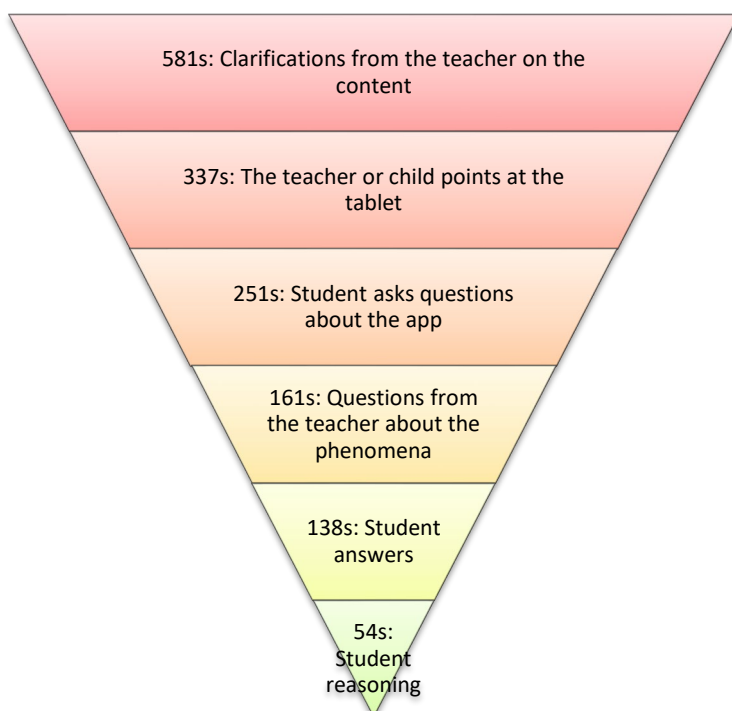 581s: Clarifications from the teacher on the
content
337s: The teacher or child points at the
tablet
251s: Student asks questions
about the app
161s: Questions from
the teacher about the
phenomena
138s: Student
answers
54s:
Student
reasoning